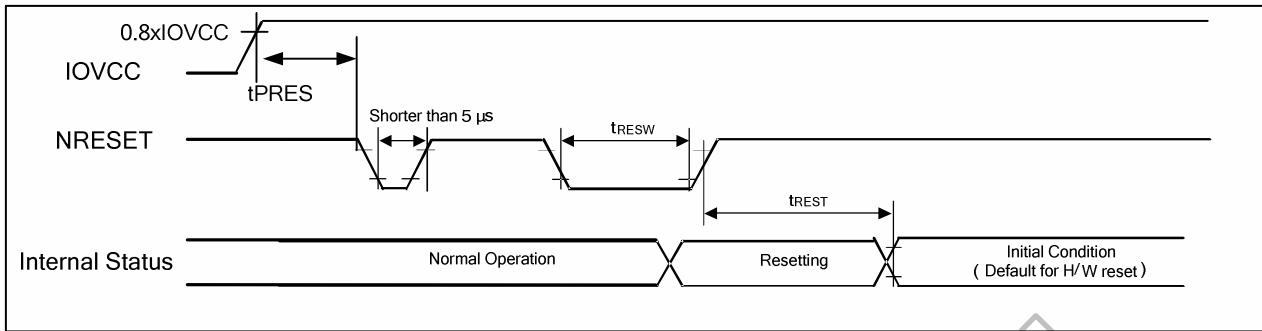 0.8xIOVCC
IOVCC
tPRES
Shorter than 5 μs
NRESET
tRESW
tREST
Internal Status
Normal Operation
Resetting
Initial Condition
( Default for H/W reset )